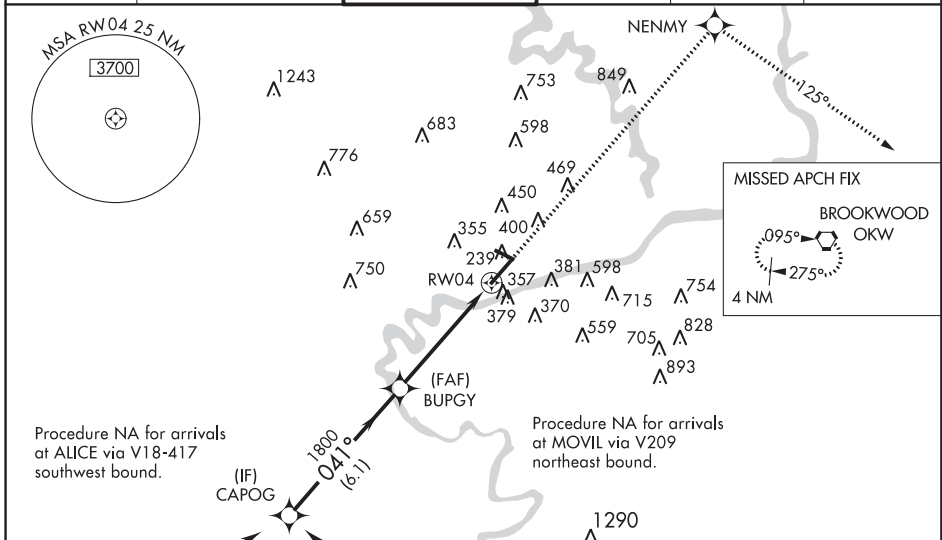 MSA RW04 25 NM
3700
NENMY
125°
1243
753
849
683
598
776
469
450
659
355
400
239
750
RW04
357
379
381
598
370
715
754
559
705
828
893
MISSED APCH FIX
BROOKWOOD
OKW
095°
275°
4 NM
(FAF)
BUPGY
1800
041°
(6.1)
Procedure NA for arrivals
at ALICE via V18-417
southwest bound.
Procedure NA for arrivals
at MOVIL via V209
northeast bound.
(IF)
CAPOG
1290